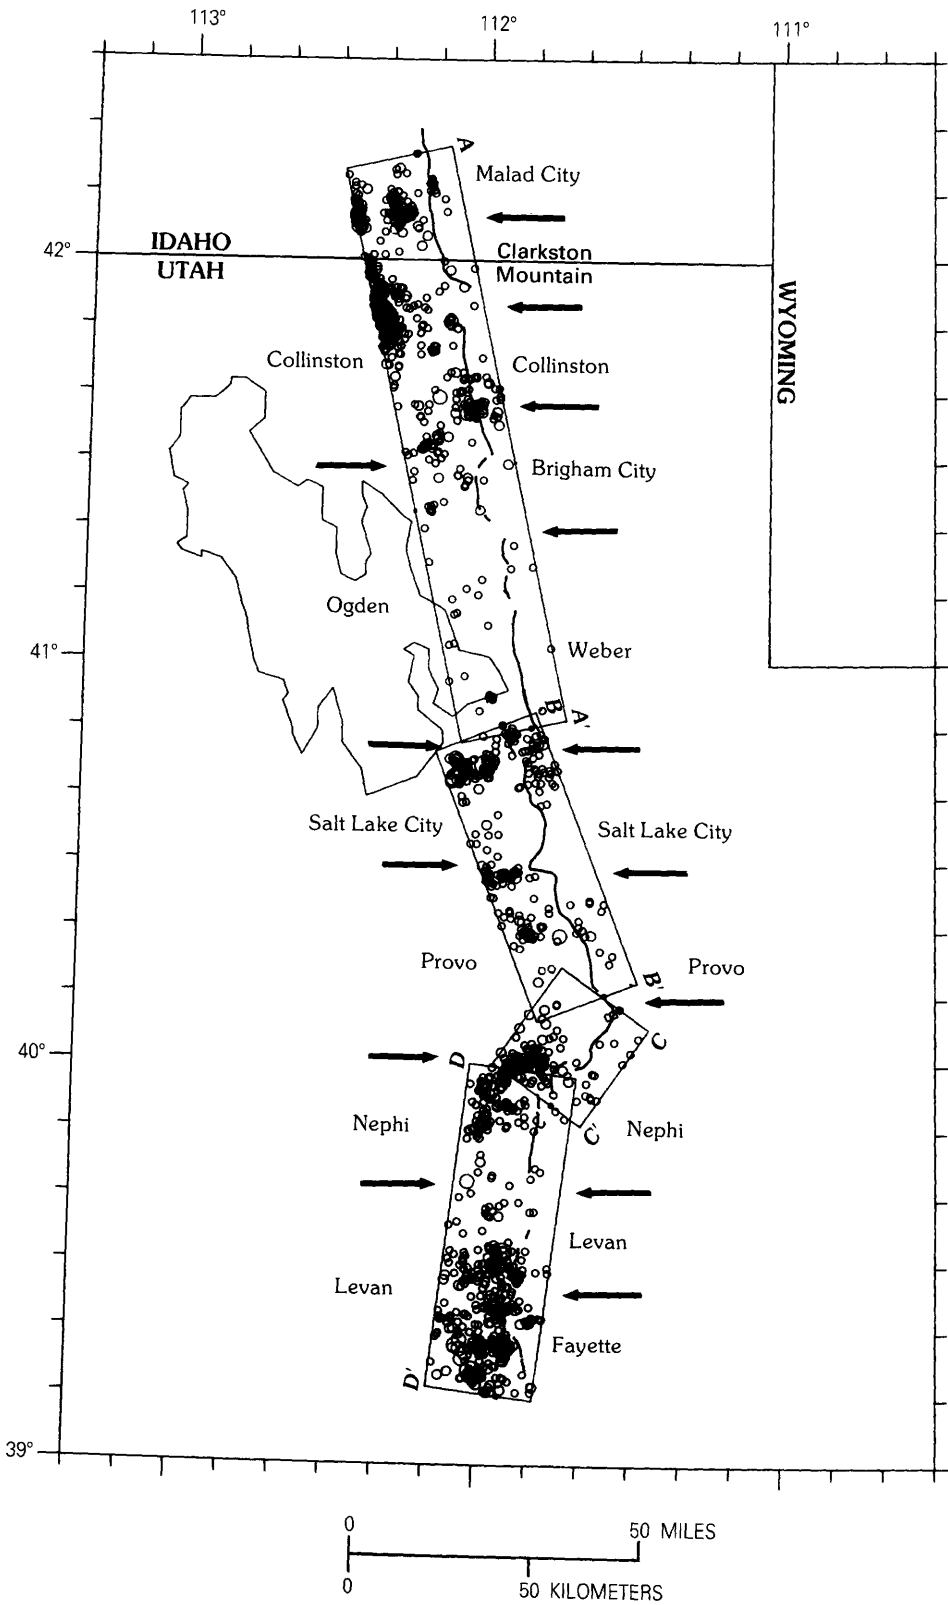 113° 112° 111°
A
Malad City
42°
IDAHO
UTAH
Clarkston
Mountain
WYOMING
Collinston
Collinston
Brigham City
Ogden
41°
Weber
B A'
Salt Lake City
Salt Lake City
Provo
Provo
B'
40°
D
C
Nephi
C'
Nephi
Levan
Levan
Fayette
D'
39°
0 50 MILES
0 50 KILOMETERS